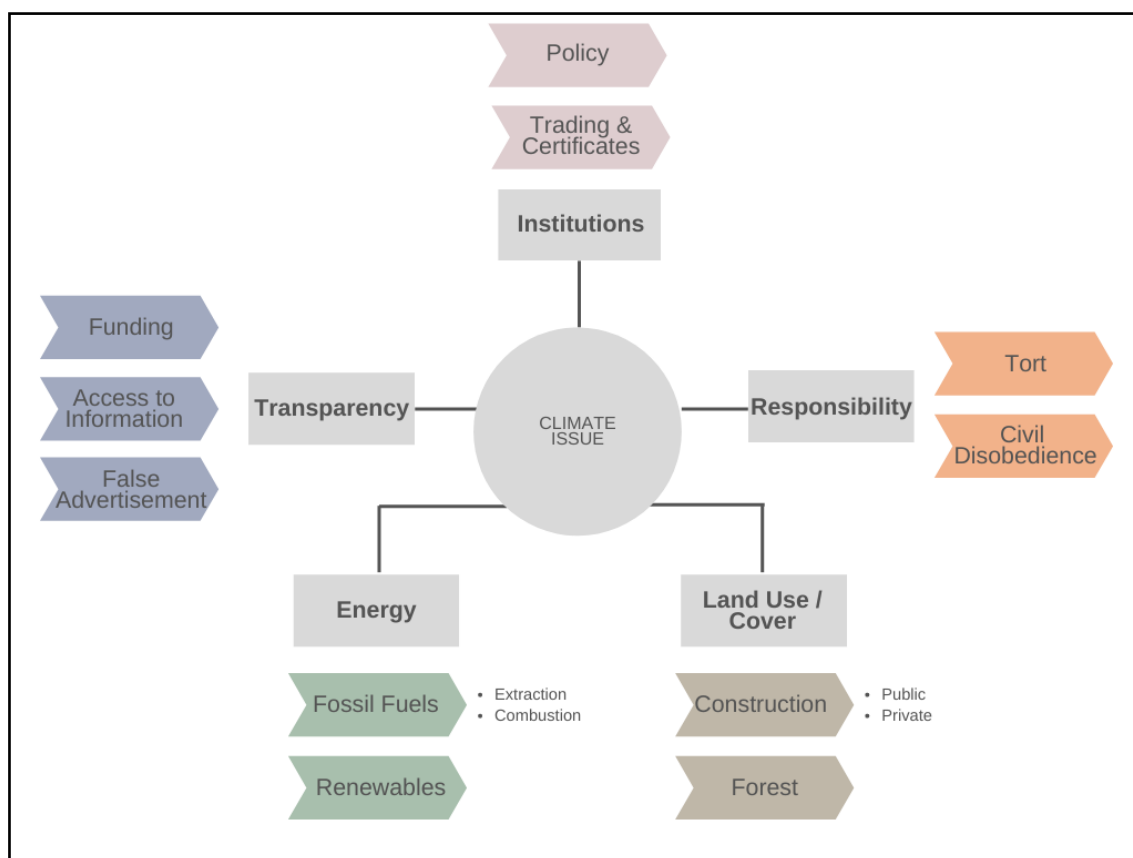 Policy
Trading &
Certificates
Institutions
Funding
Access to
Information
False
Advertisement
Transparency
CLIMATE
ISSUE
Responsibility
Tort
Civil
Disobedience
Energy
Fossil Fuels
• Extraction
• Combustion
Renewables
Land Use /
Cover
Construction
• Public
• Private
Forest